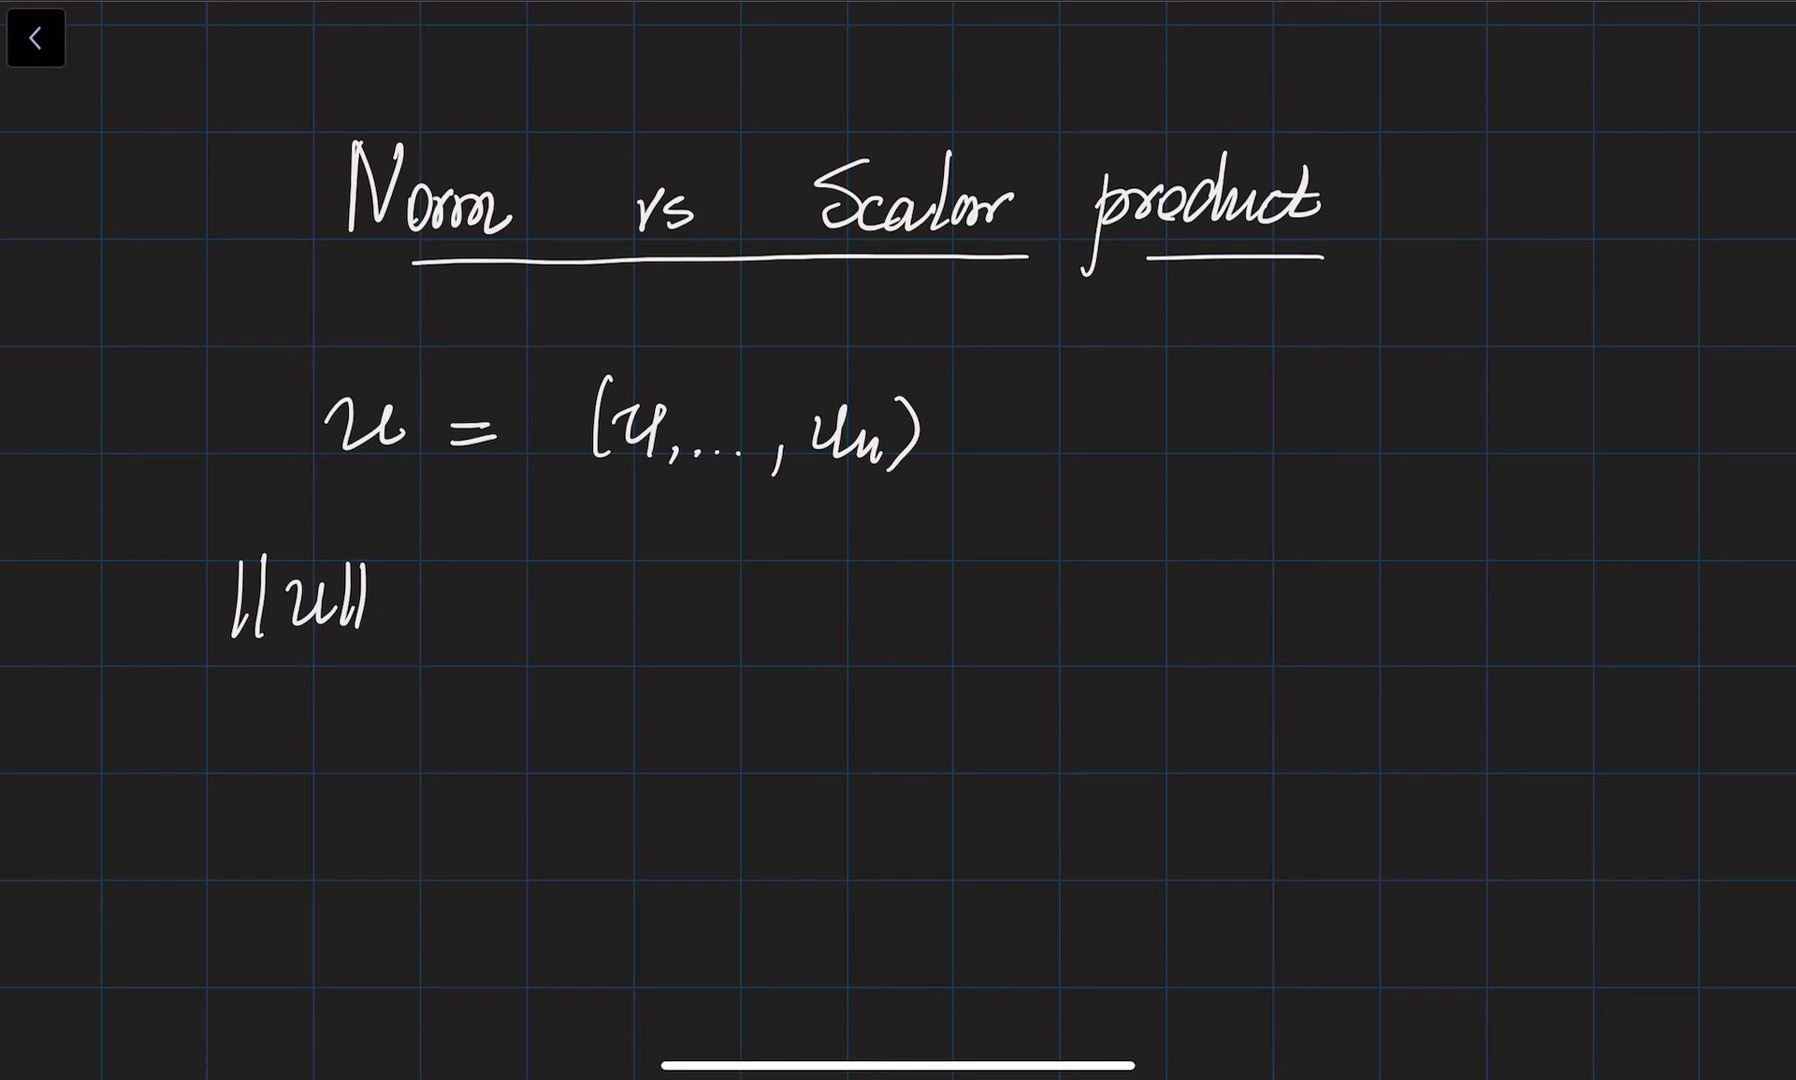 Norm vs Scalar product
u = (u₁,..., uₙ)
||u||